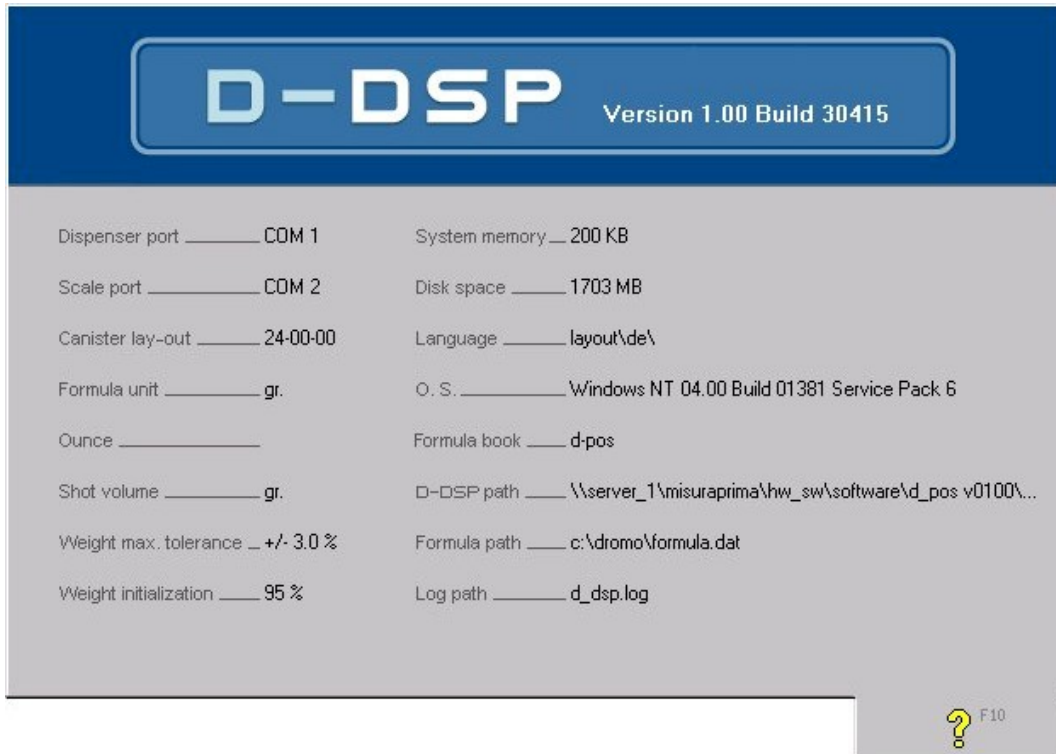 D-DSP Version 1.00 Build 30415
Dispenser port COM 1
Scale port COM 2
Canister lay-out 24-00-00
Formula unit gr.
Ounce
Shot volume gr.
Weight max. tolerance +/- 3.0 %
Weight initialization 95 %
System memory 200 KB
Disk space 1703 MB
Language layout\de\
O. S. Windows NT 04.00 Build 01381 Service Pack 6
Formula book d-pos
D-DSP path \\server_1\misuraprima\hw_sw\software\d_pos v0100\...
Formula path c:\dromo\formula.dat
Log path d_dsp.log
? F10